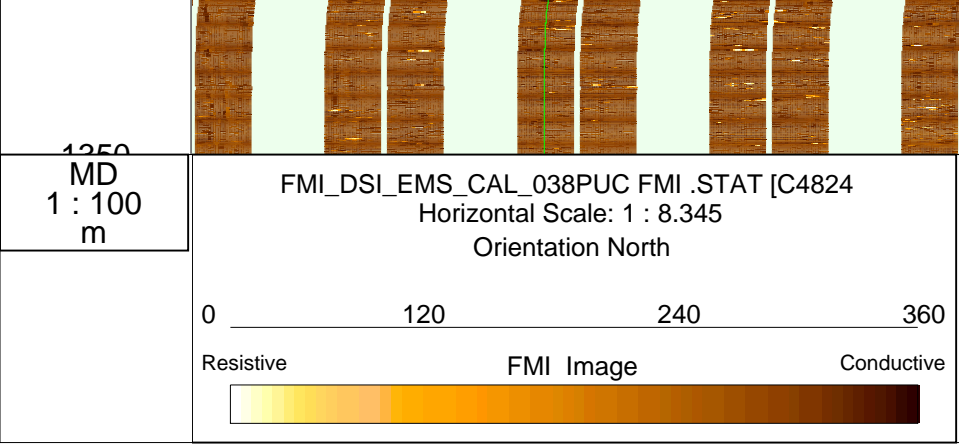 1350
MD
1 : 100
m
FMI_DSI_EMS_CAL_038PUC FMI .STAT [C4824
Horizontal Scale: 1 : 8.345
Orientation North
0 120 240 360
Resistive FMI Image Conductive